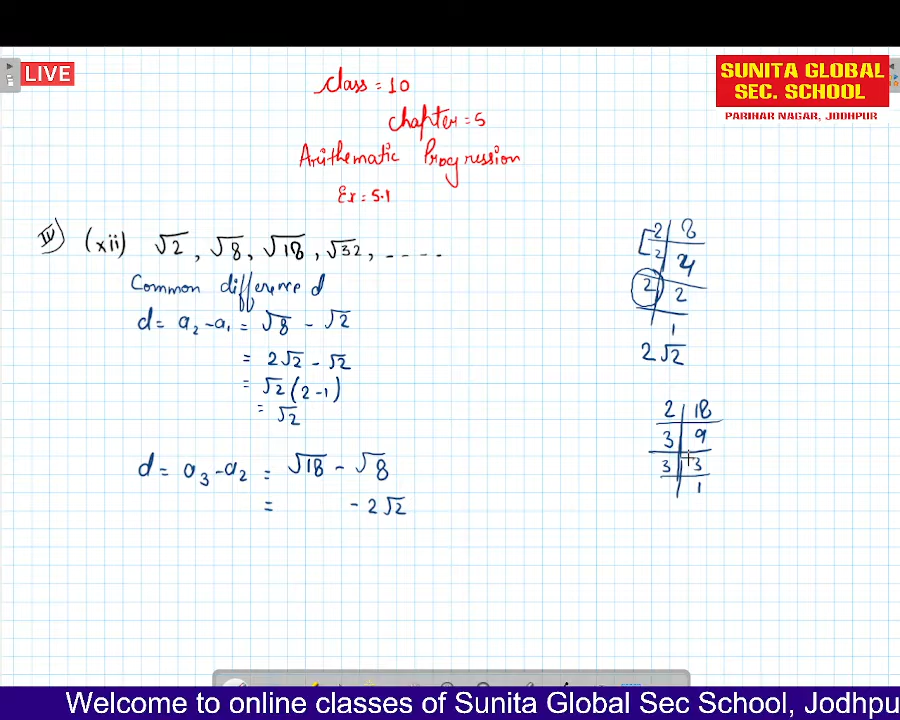 LIVE
SUNITA GLOBAL
SEC. SCHOOL
PARIHAR NAGAR, JODHPUR
Class = 10
Chapter = 5
Arithematic Progression
Ex = 5.1
IV) (xii) √2, √8, √18, √32, .....
Common difference d
d = a₂ - a₁ = √8 - √2
= 2√2 - √2
= √2 (2-1)
= √2
d = a₃ - a₂ = √18 - √8
= - 2√2
2 | 8
2 | 4
2 | 2
1
2√2
2 | 18
3 | 9
3 | 3
1
Welcome to online classes of Sunita Global Sec School, Jodhpu